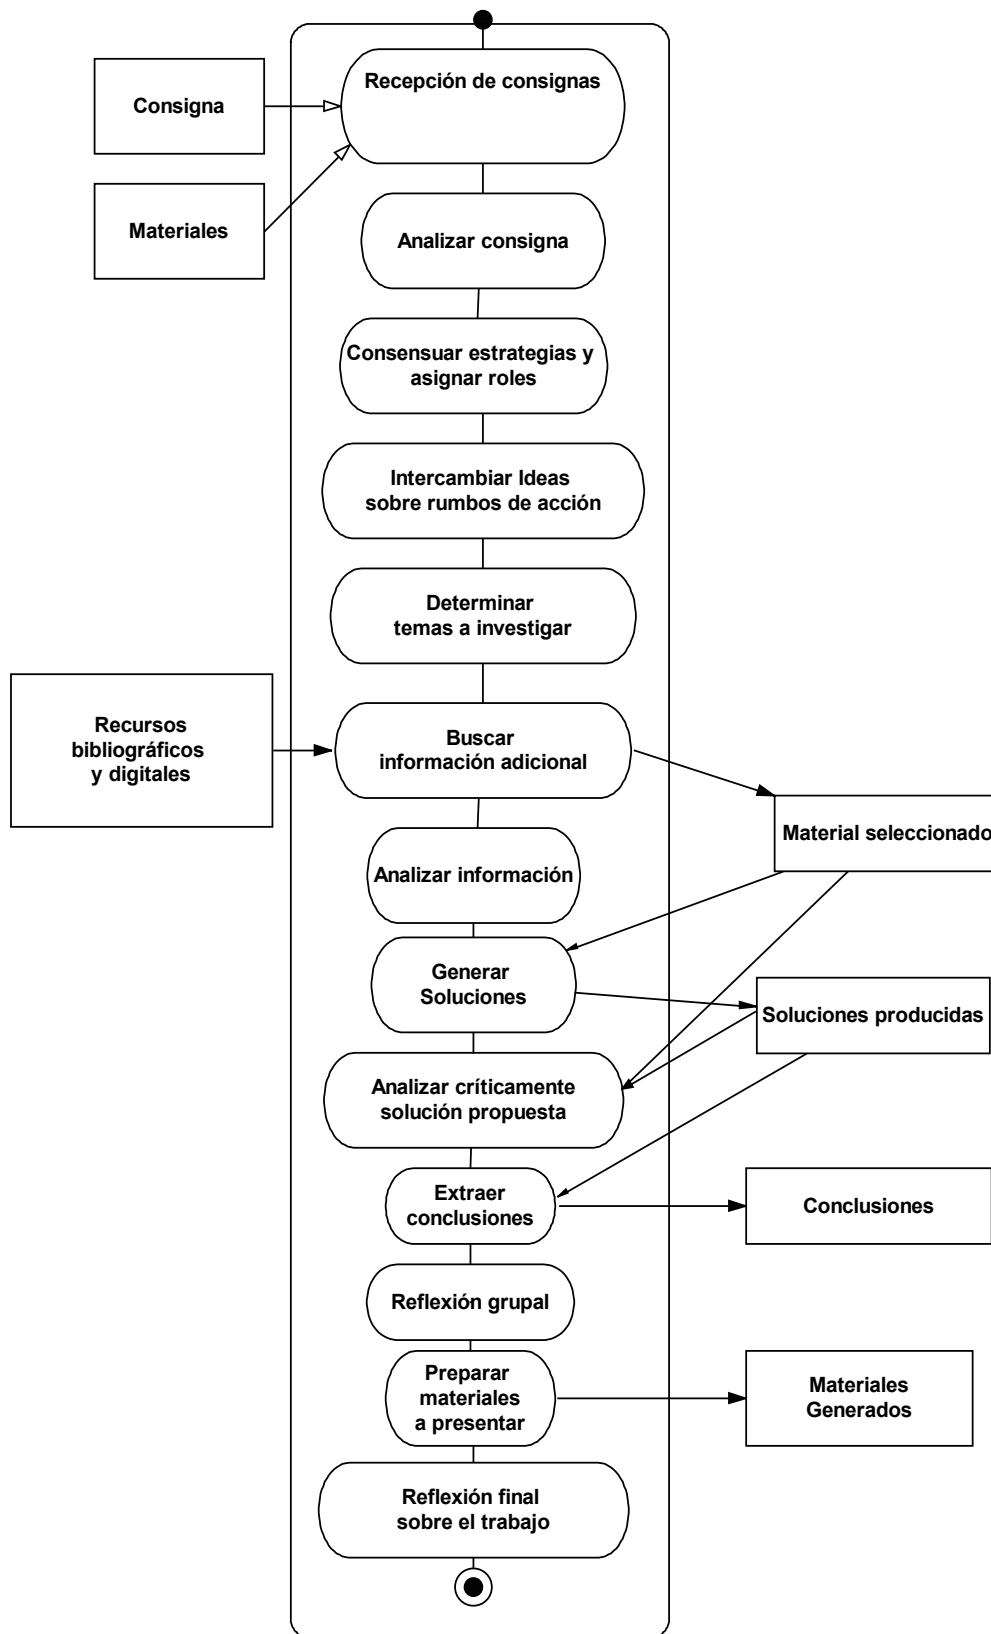 Recepción de consignas
Consigna
Materiales
Analizar consigna
Consensuar estrategias y
asignar roles
Intercambiar Ideas
sobre rumbos de acción
Determinar
temas a investigar
Recursos
bibliográficos
y digitales
Buscar
información adicional
Material seleccionado
Analizar información
Generar
Soluciones
Soluciones producidas
Analizar críticamente
solución propuesta
Extraer
conclusiones
Conclusiones
Reflexión grupal
Preparar
materiales
a presentar
Materiales
Generados
Reflexión final
sobre el trabajo